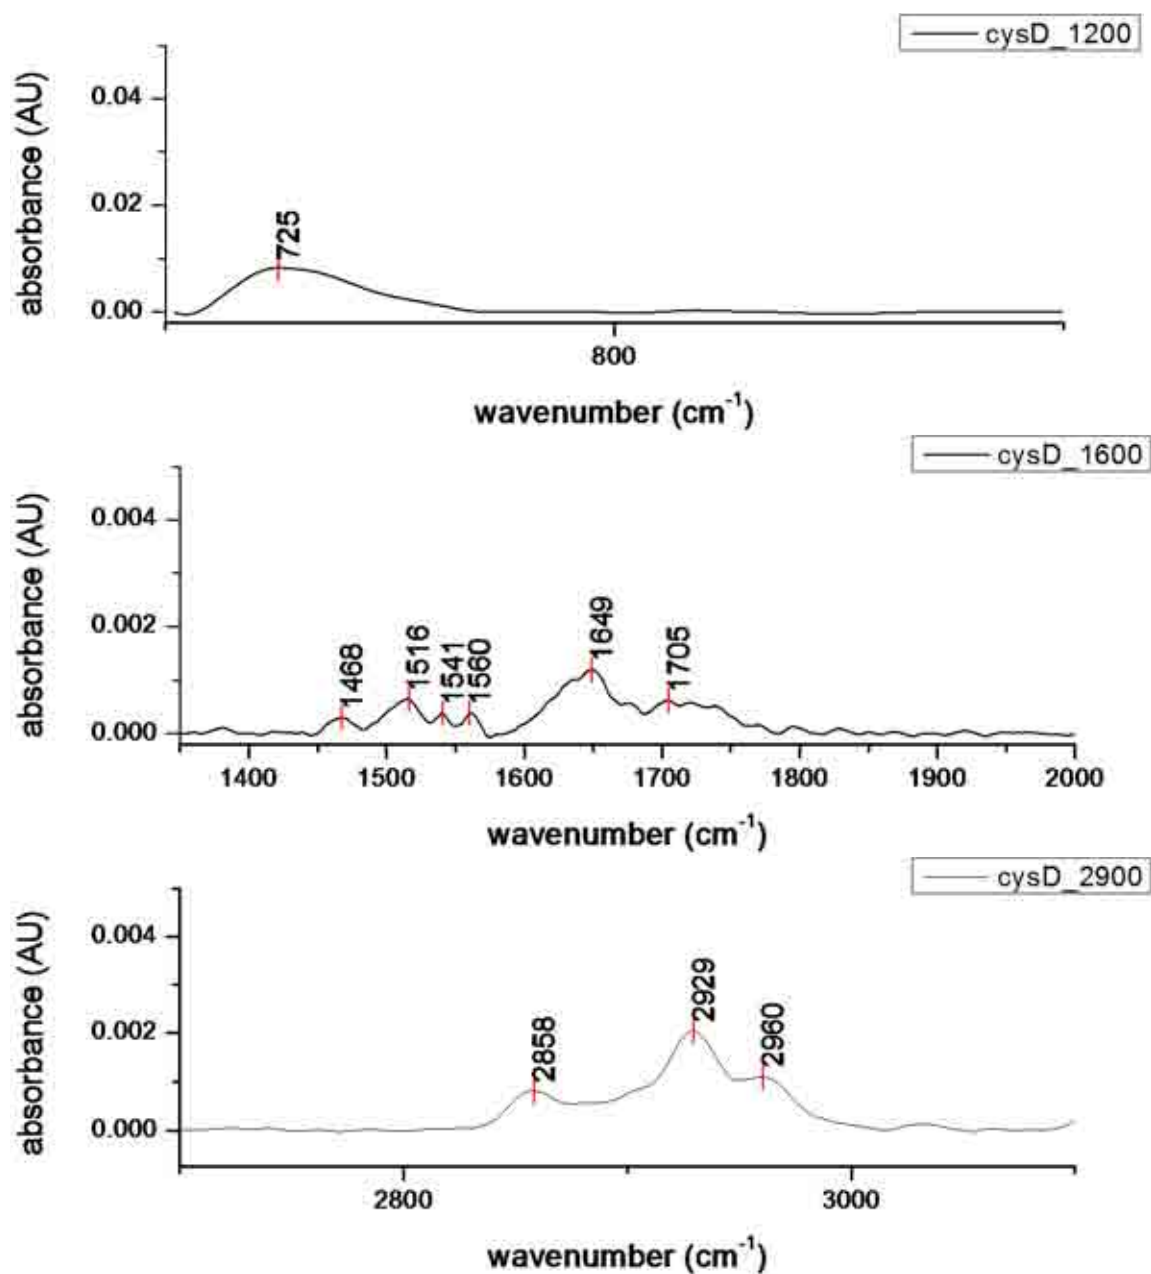 cysD_1200
absorbance (AU)
0.04
0.02
0.00
725
800
wavenumber (cm⁻¹)
cysD_1600
absorbance (AU)
0.004
0.002
0.000
1468
1516
1541
1560
1649
1705
1400 1500 1600 1700 1800 1900 2000
wavenumber (cm⁻¹)
cysD_2900
absorbance (AU)
0.004
0.002
0.000
2858
2929
2960
2800 3000
wavenumber (cm⁻¹)